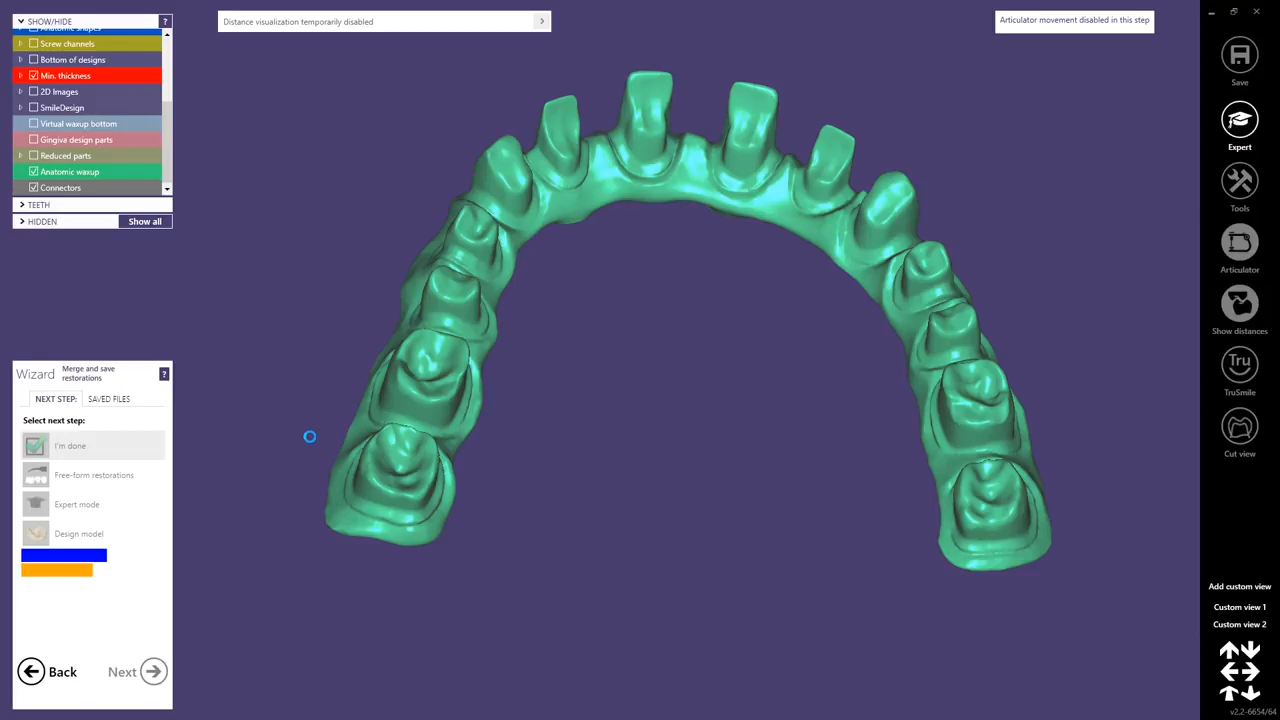 SHOW/HIDE
?
Anatomic shapes
Screw channels
Bottom of designs
Min. thickness
2D Images
SmileDesign
Virtual waxup bottom
Gingiva design parts
Reduced parts
Anatomic waxup
Connectors
TEETH
HIDDEN
Show all
Distance visualization temporarily disabled
Articulator movement disabled in this step
Save
Expert
Tools
Articulator
Show distances
Tru
TruSmile
Cut view
Wizard
Merge and save
restorations
?
NEXT STEP:
SAVED FILES
Select next step:
I'm done
Free-form restorations
Expert mode
Design model
Back
Next
Add custom view
Custom view 1
Custom view 2
v2.2-6654/64